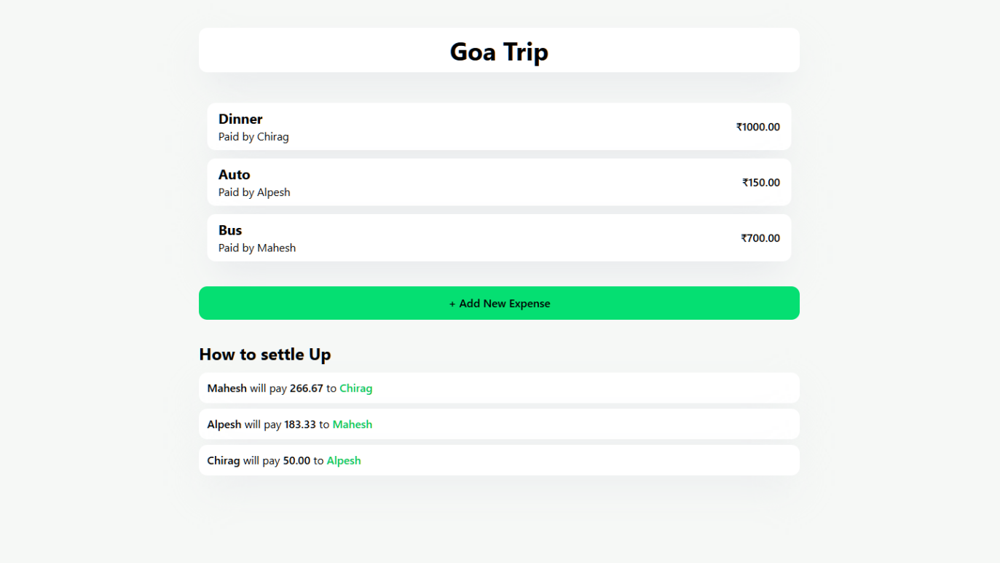 Goa Trip
Dinner
Paid by Chirag
₹1000.00
Auto
Paid by Alpesh
₹150.00
Bus
Paid by Mahesh
₹700.00
+ Add New Expense
How to settle Up
Mahesh will pay 266.67 to Chirag
Alpesh will pay 183.33 to Mahesh
Chirag will pay 50.00 to Alpesh